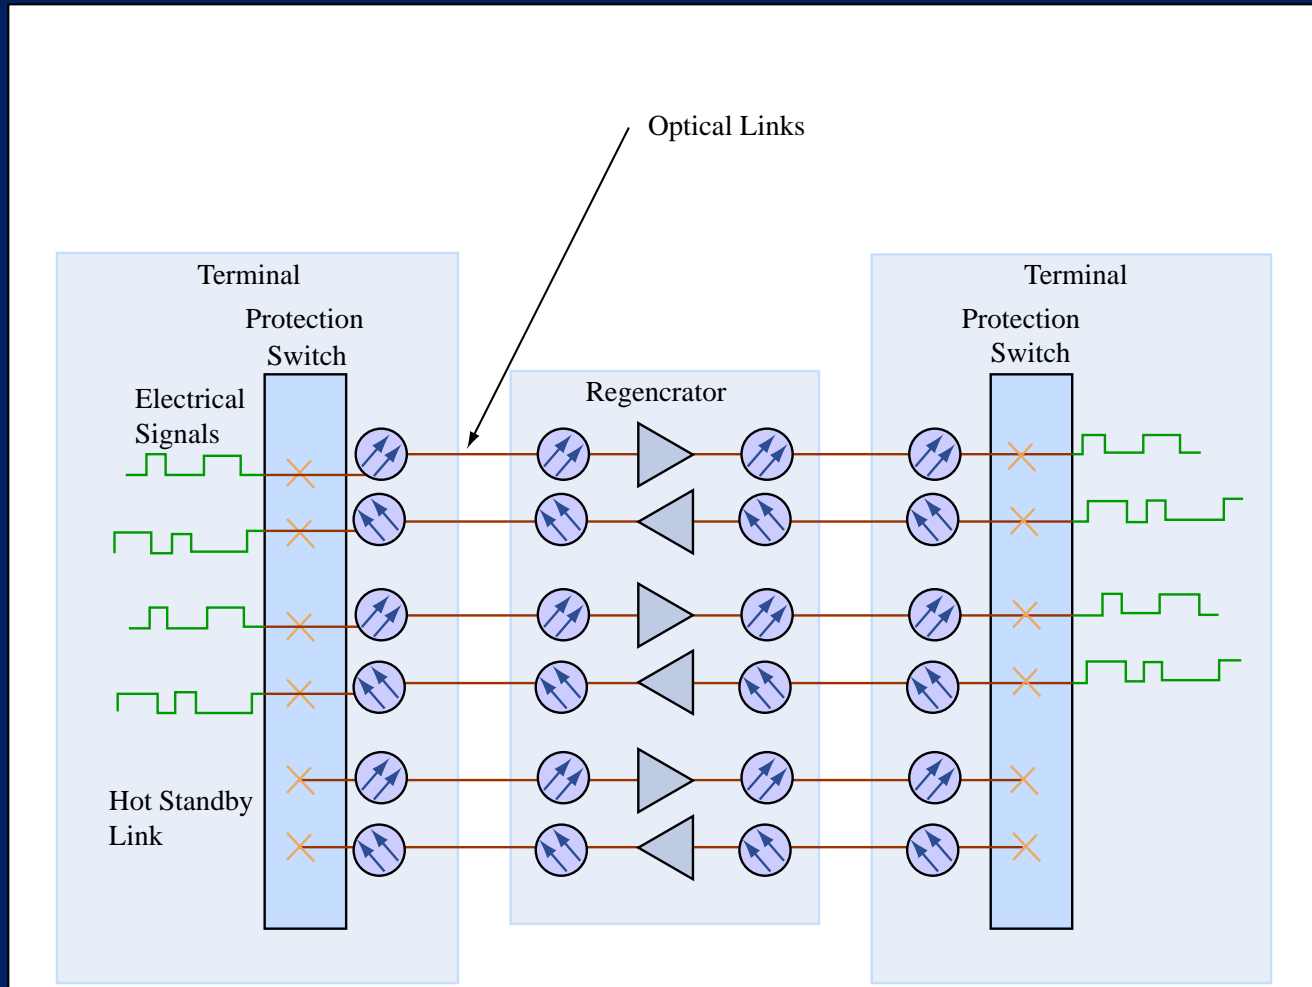 Optical Links
Terminal
Protection
Switch
Electrical
Signals
Regencrator
Terminal
Protection
Switch
Hot Standby
Link